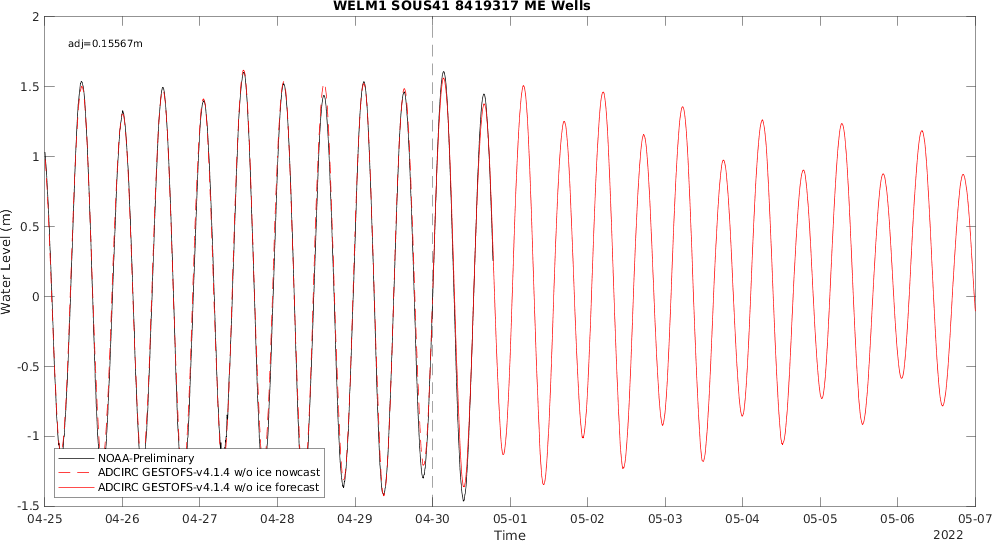 WELM1 SOUS41 8419317 ME Wells
adj=0.15567m
2
1.5
1
0.5
0
-0.5
-1
-1.5
Water Level (m)
NOAA-Preliminary
ADCIRC GESTOFS-v4.1.4 w/o ice nowcast
ADCIRC GESTOFS-v4.1.4 w/o ice forecast
04-25 04-26 04-27 04-28 04-29 04-30 05-01 05-02 05-03 05-04 05-05 05-06 05-07
Time
2022